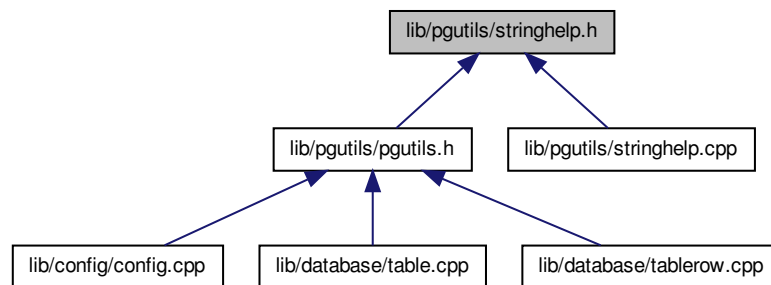 lib/pgutils/stringhelp.h
lib/pgutils/pgutils.h
lib/pgutils/stringhelp.cpp
lib/config/config.cpp
lib/database/table.cpp
lib/database/tablerow.cpp